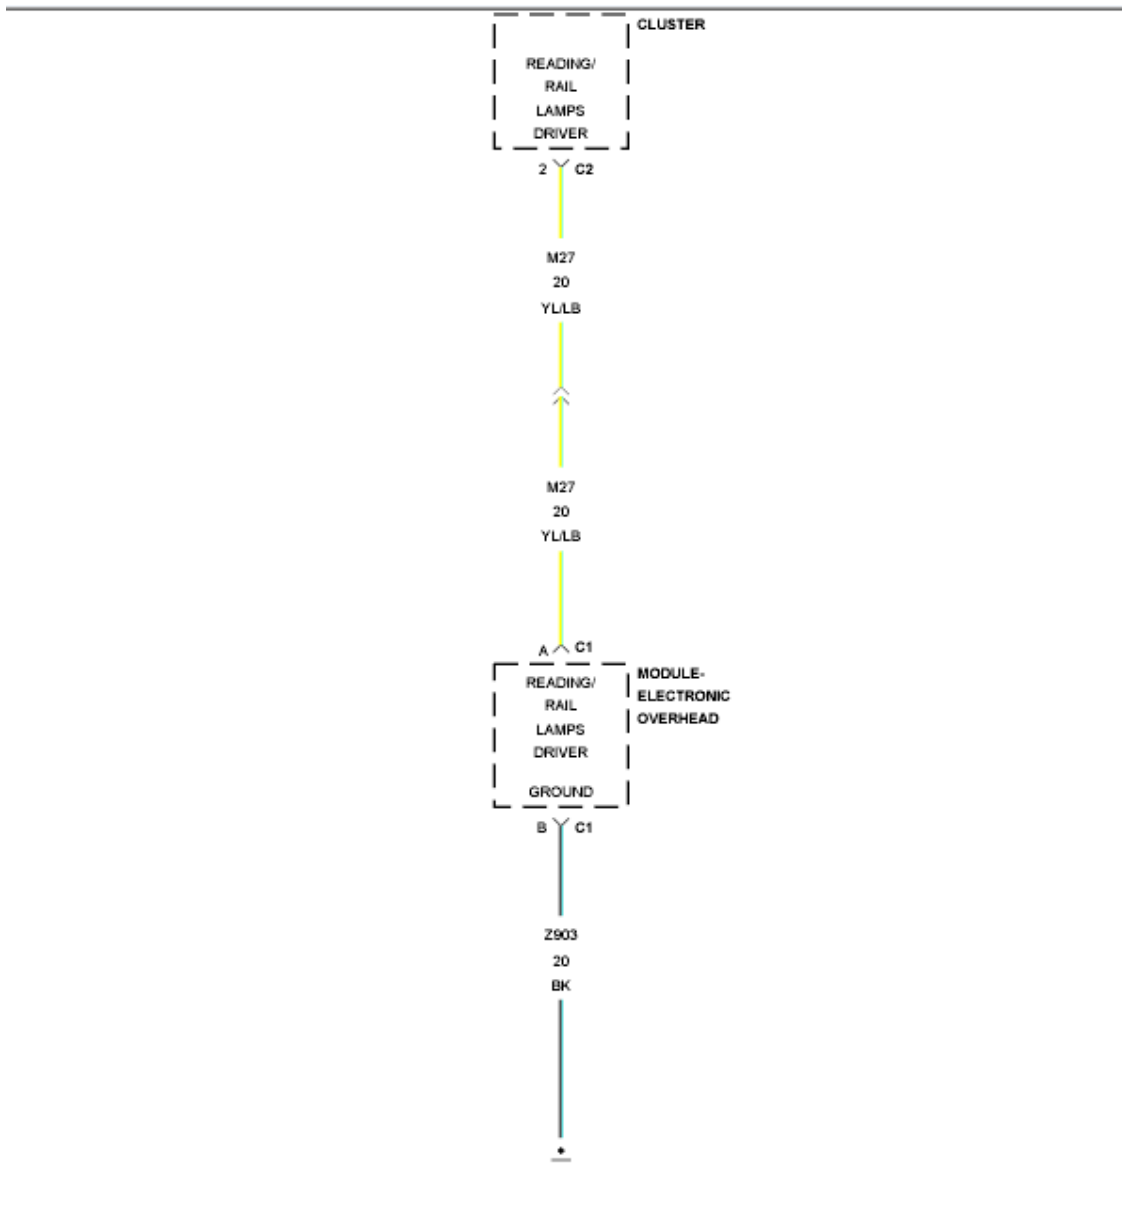 CLUSTER
READING/
RAIL
LAMPS
DRIVER
2 C2
M27
20
YL/LB
M27
20
YL/LB
A C1
READING/
RAIL
LAMPS
DRIVER
GROUND
MODULE-
ELECTRONIC
OVERHEAD
B C1
Z903
20
BK